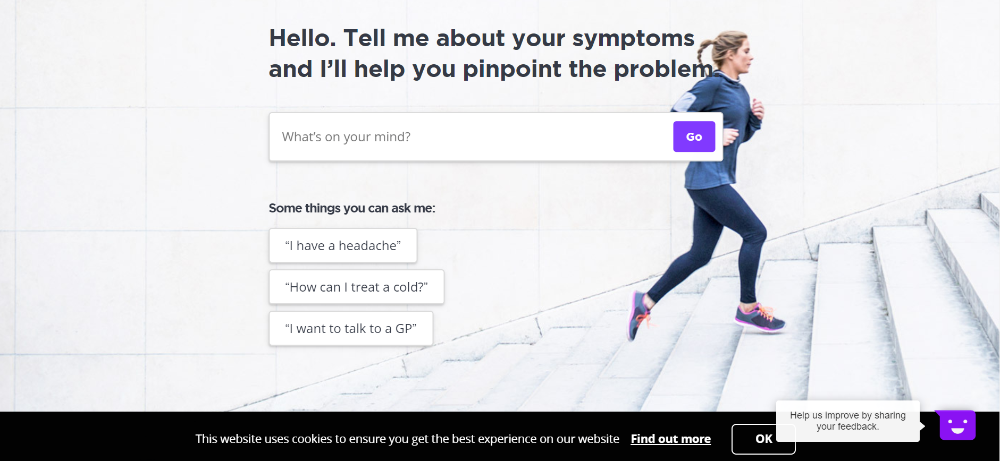 Hello. Tell me about your symptoms
and I’ll help you pinpoint the problem.
What’s on your mind?
Go
Some things you can ask me:
“I have a headache”
“How can I treat a cold?”
“I want to talk to a GP”
Help us improve by sharing
your feedback.
This website uses cookies to ensure you get the best experience on our website Find out more
OK